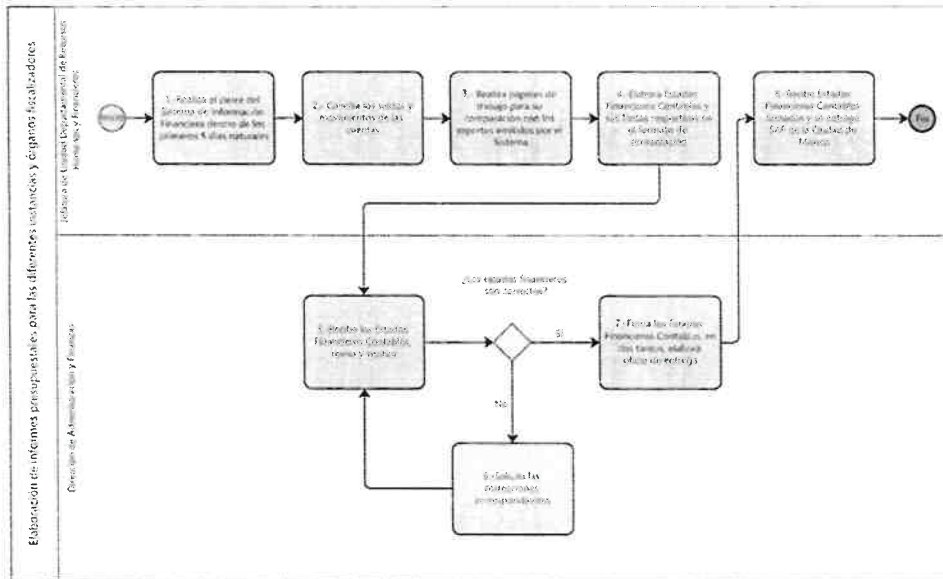 Elaboración de informes presupuestales para las diferentes instancias y órganos fiscalizadores
Jefatura de Unidad Departamental de Recursos
Humanos y Financieros
Inicio
1.-Realiza el cierre del
Sistema de Información
Financiera dentro de los
primeros 5 días naturales
2.- Concilia los saldos y
movimientos de las
cuentas
3.- Realiza papeles de
trabajo para su
comparación con los
reportes emitidos por el
Sistema
4.-Elabora Estados
Financieros Contables y
sus Notas respectivas en
el formato de
8.-Recibe Estados
Financieros Contables
firmados y se entrega
SAF de la Ciudad de
México
Fin
Dirección de Administración y Finanzas
¿Los estados financieros
son correctos?
5.-Recibe los Estados
Financieros Contables,
revisa y
Si
7.-Firma los Estados
Financieros Contables, en
dos tantos, elabora
oficio de entrega
No
6.-Solicita las
correcciones
correspondientes